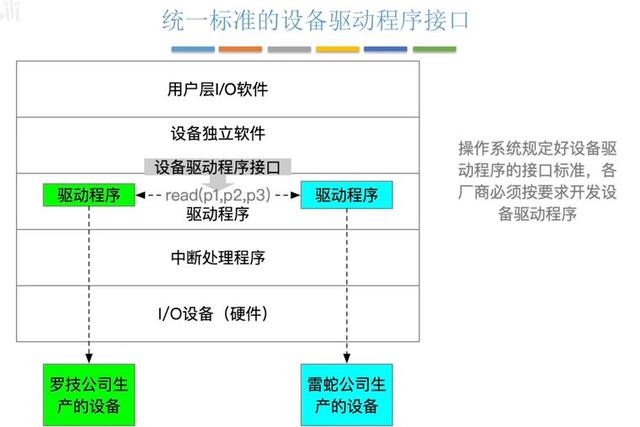 统一标准的设备驱动程序接口
用户层I/O软件
设备独立软件
设备驱动程序接口
驱动程序
read(p1,p2,p3)
驱动程序
驱动程序
中断处理程序
I/O设备（硬件）
罗技公司生
产的设备
雷蛇公司生
产的设备
操作系统规定好设备驱
动程序的接口标准，各
厂商必须按要求开发设
备驱动程序